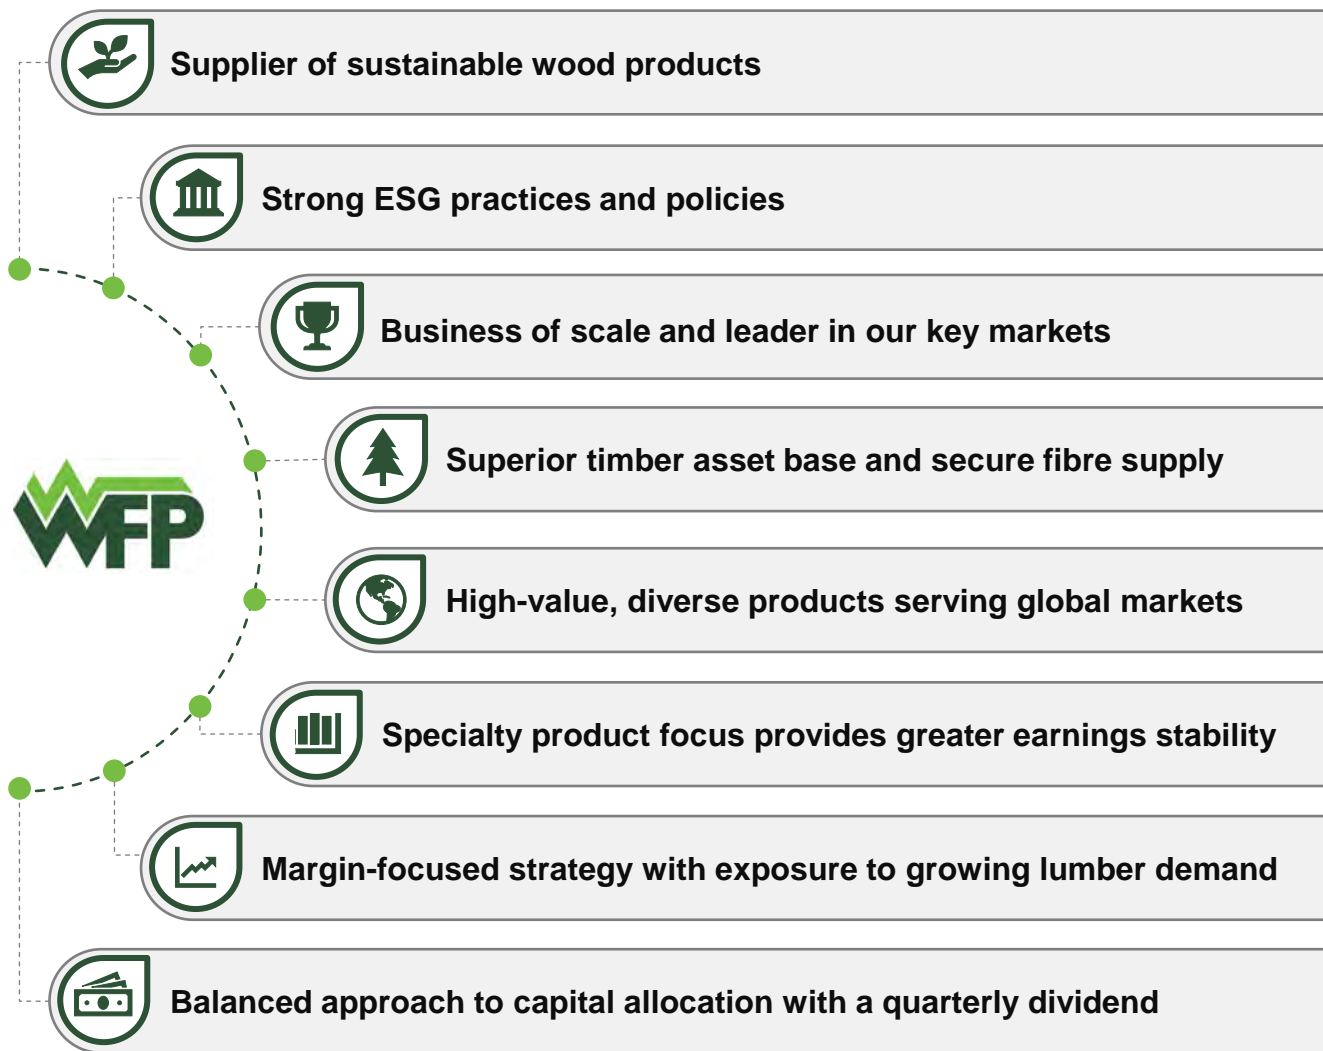 Supplier of sustainable wood products
Strong ESG practices and policies
Business of scale and leader in our key markets
Superior timber asset base and secure fibre supply
WFP
High-value, diverse products serving global markets
Specialty product focus provides greater earnings stability
Margin-focused strategy with exposure to growing lumber demand
Balanced approach to capital allocation with a quarterly dividend